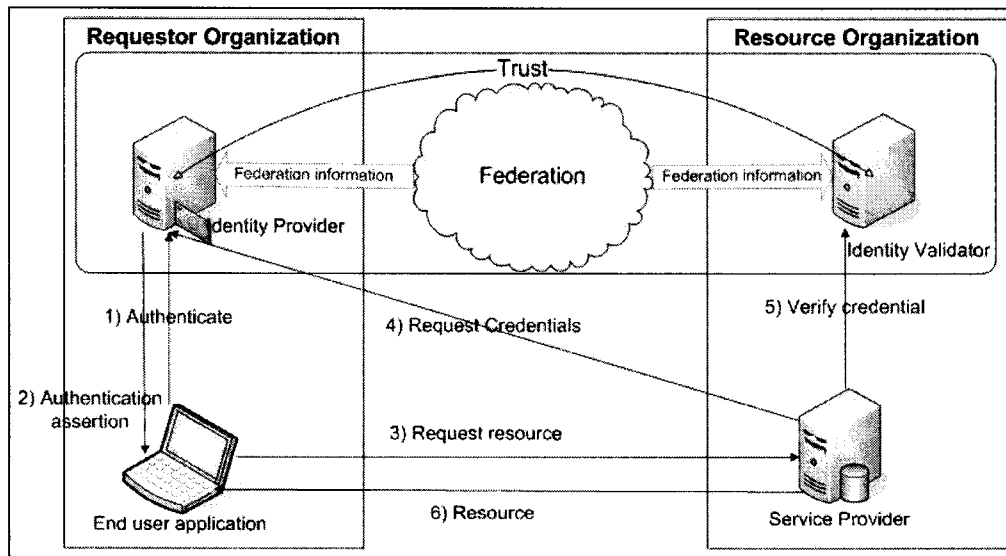 Requestor Organization
Resource Organization
Trust
Federation information
Federation
Federation information
Identity Provider
Identity Validator
1) Authenticate
4) Request Credentials
5) Verify credential
2) Authentication
assertion
3) Request resource
6) Resource
End user application
Service Provider